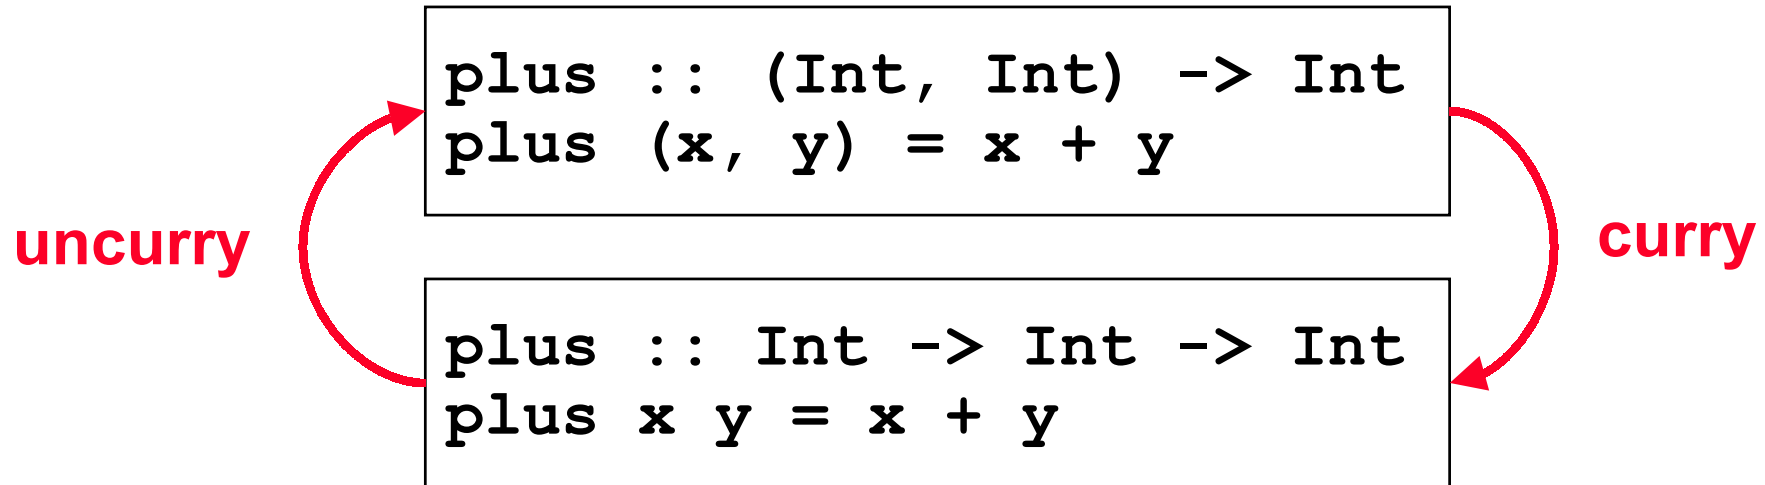 plus :: (Int, Int) -> Int
plus (x, y) = x + y
uncurry
curry
plus :: Int -> Int -> Int
plus x y = x + y